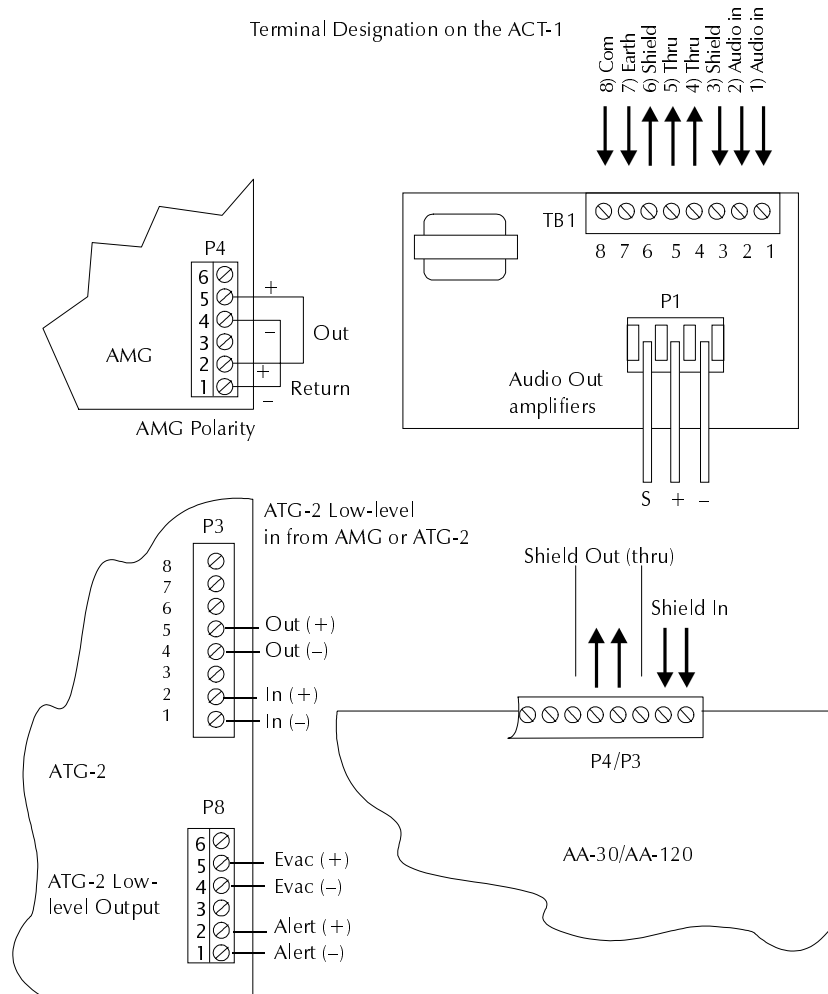 Terminal Designation on the ACT-1
8) Com
7) Earth
6) Shield
5) Thru
4) Thru
3) Shield
2) Audio in
1) Audio in
TB1
8 7 6 5 4 3 2 1
P1
Audio Out
amplifiers
S + –
P4
6
5
4
3
2
1
+
–
+
–
Out
Return
AMG
AMG Polarity
ATG-2 Low-level
in from AMG or ATG-2
P3
8
7
6
5
4
3
2
1
Out (+)
Out (–)
In (+)
In (–)
ATG-2
P8
6
5
4
3
2
1
Evac (+)
Evac (–)
Alert (+)
Alert (–)
ATG-2 Low-
level Output
Shield Out (thru)
Shield In
P4/P3
AA-30/AA-120